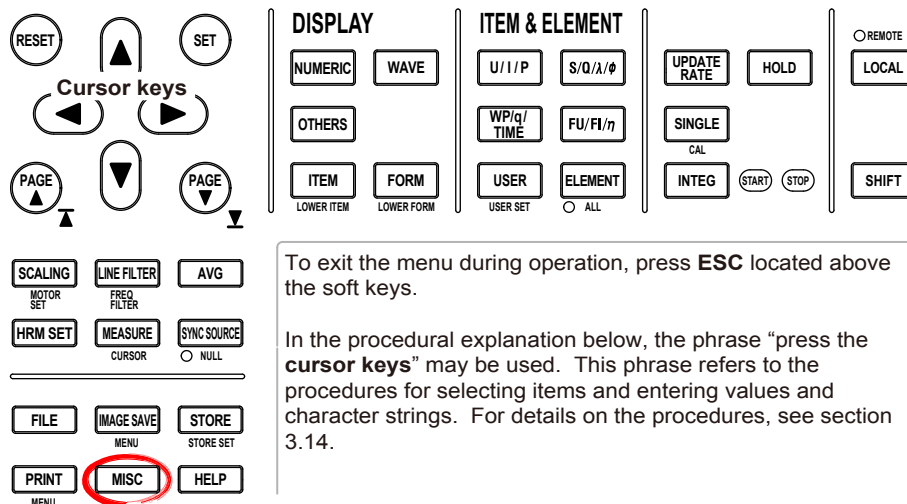 RESET
SET
Cursor keys
PAGE
PAGE
DISPLAY
NUMERIC WAVE
OTHERS
ITEM FORM
LOWER ITEM LOWER FORM
ITEM & ELEMENT
U/I/P S/Q/λ/ϕ
WP/q/
TIME
FU/FI/η
USER ELEMENT
USER SET ALL
UPDATE
RATE
HOLD
SINGLE
CAL
INTEG START STOP
REMOTE
LOCAL
SHIFT
SCALING LINE FILTER AVG
MOTOR
SET
FREQ
FILTER
HRM SET MEASURE SYNC SOURCE
CURSOR NULL
FILE IMAGE SAVE STORE
MENU STORE SET
PRINT MISC HELP
MENU
To exit the menu during operation, press ESC located above
the soft keys.
In the procedural explanation below, the phrase “press the
cursor keys” may be used. This phrase refers to the
procedures for selecting items and entering values and
character strings. For details on the procedures, see section
3.14.